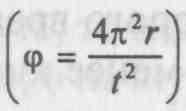 (φ = 4π²r / t²)